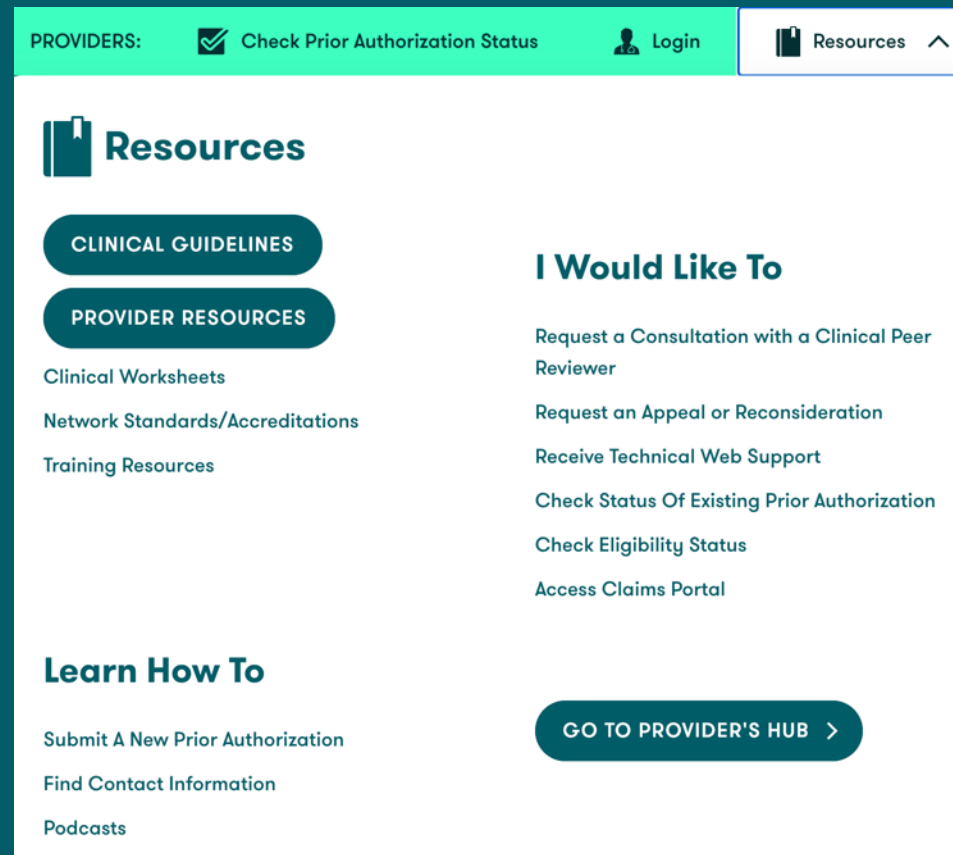 PROVIDERS: Check Prior Authorization Status Login Resources
Resources
CLINICAL GUIDELINES
PROVIDER RESOURCES
Clinical Worksheets
Network Standards/Accreditations
Training Resources
I Would Like To
Request a Consultation with a Clinical Peer
Reviewer
Request an Appeal or Reconsideration
Receive Technical Web Support
Check Status Of Existing Prior Authorization
Check Eligibility Status
Access Claims Portal
Learn How To
Submit A New Prior Authorization
Find Contact Information
Podcasts
GO TO PROVIDER'S HUB